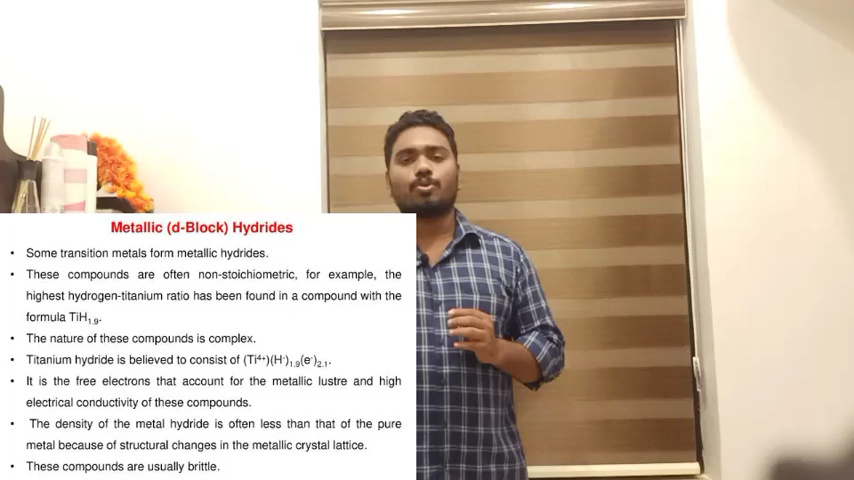 Metallic (d-Block) Hydrides
• Some transition metals form metallic hydrides.
• These compounds are often non-stoichiometric, for example, the
highest hydrogen-titanium ratio has been found in a compound with the
formula TiH₁.₉.
• The nature of these compounds is complex.
• Titanium hydride is believed to consist of (Ti⁴⁺)(H⁻)₁.₉(e⁻)₂.₁.
• It is the free electrons that account for the metallic lustre and high
electrical conductivity of these compounds.
• The density of the metal hydride is often less than that of the pure
metal because of structural changes in the metallic crystal lattice.
• These compounds are usually brittle.